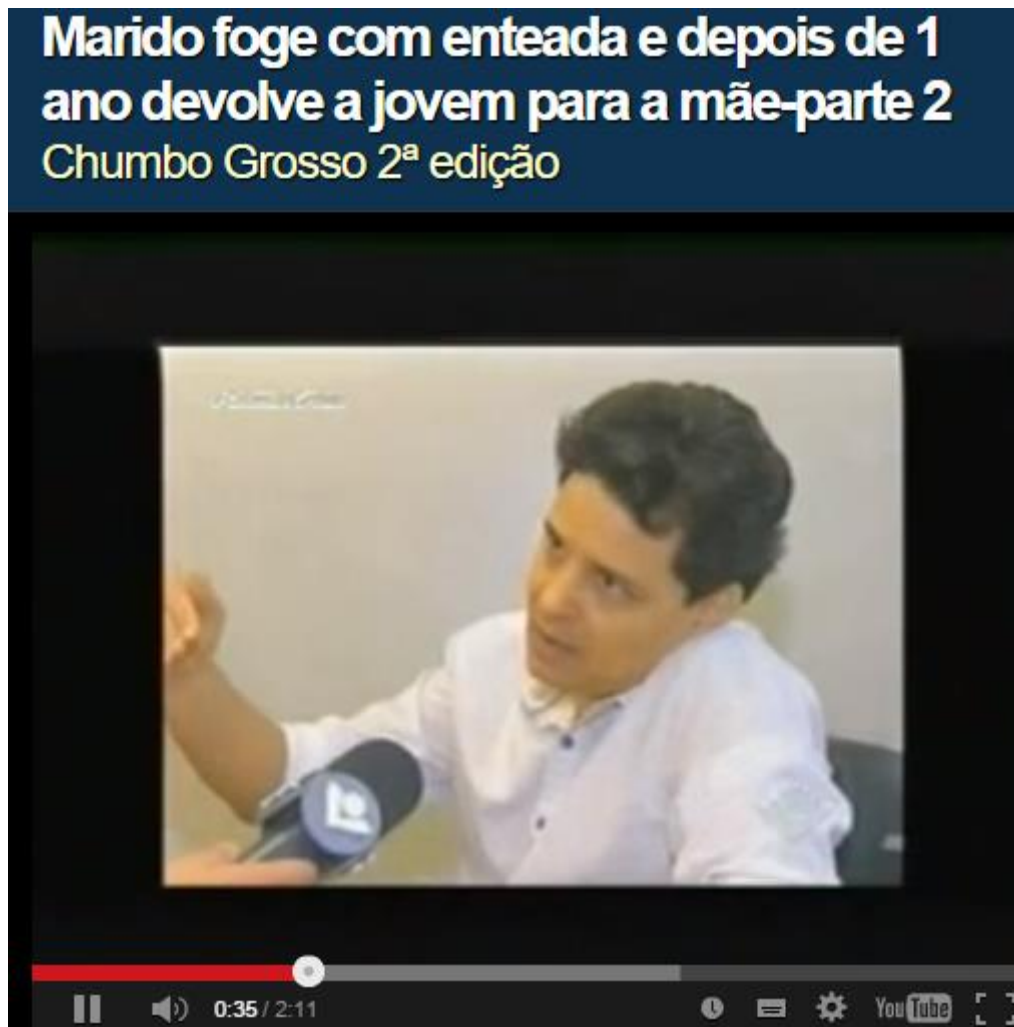 Marido foge com enteada e depois de 1
ano devolve a jovem para a mãe-parte 2
Chumbo Grosso 2ª edição
0:35 / 2:11
YouTube